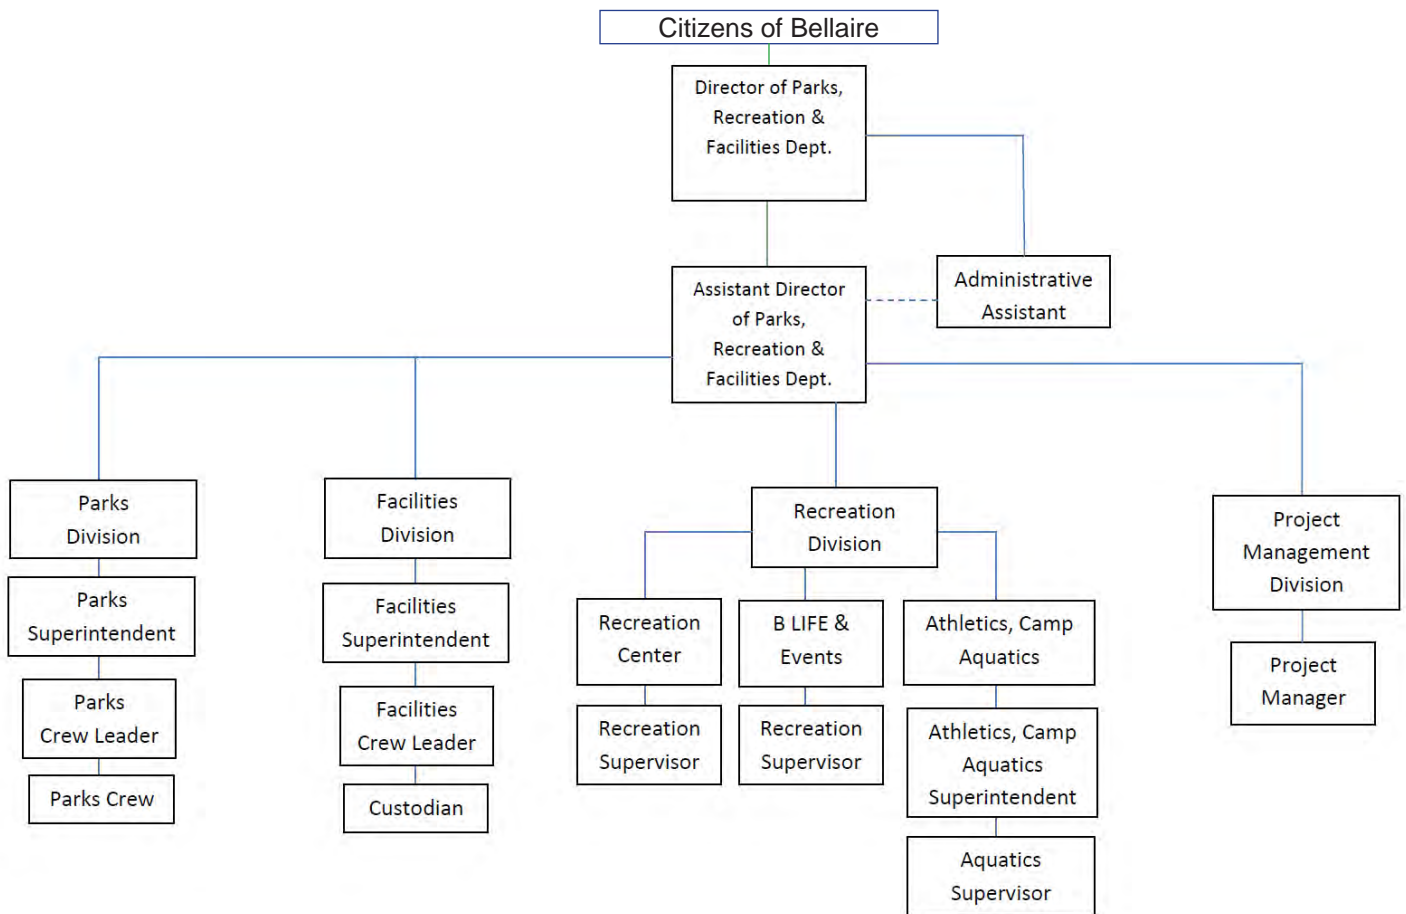 Citizens of Bellaire
Director of Parks,
Recreation &
Facilities Dept.
Administrative
Assistant
Assistant Director
of Parks,
Recreation &
Facilities Dept.
Parks
Division
Parks
Superintendent
Parks
Crew Leader
Parks Crew
Facilities
Division
Facilities
Superintendent
Facilities
Crew Leader
Custodian
Recreation
Division
Recreation
Center
Recreation
Supervisor
B LIFE &
Events
Recreation
Supervisor
Athletics, Camp
Aquatics
Athletics, Camp
Aquatics
Superintendent
Aquatics
Supervisor
Project
Management
Division
Project
Manager